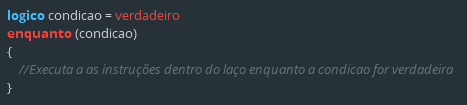 logico condicao = verdadeiro
enquanto (condicao)
{
//Executa a as instruções dentro do laço enquanto a condicao for verdadeira
}